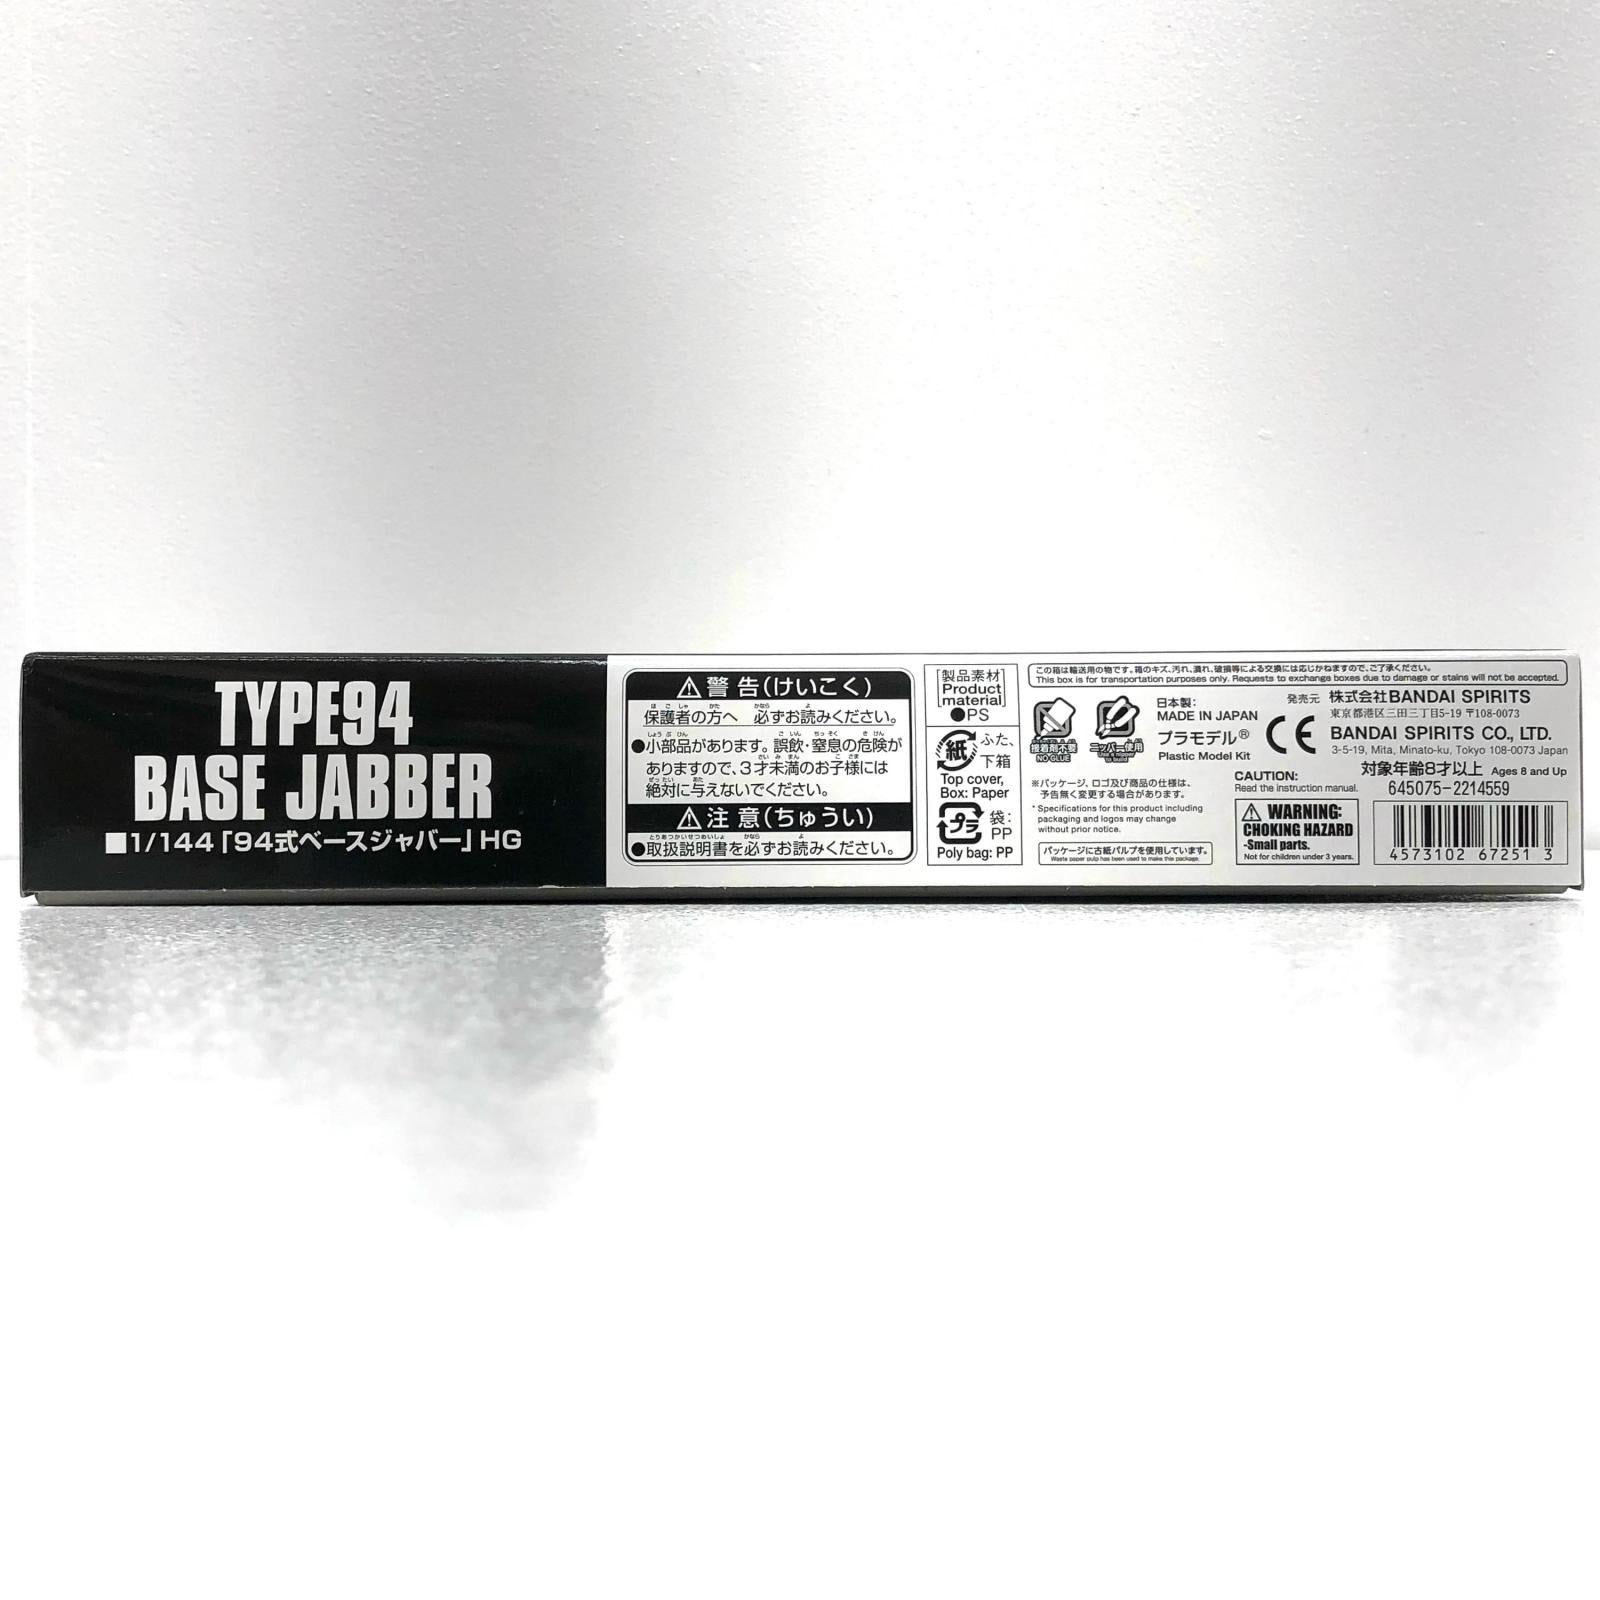 TYPE94
BASE JABBER
■1/144「94式ベースジャバー」HG
⚠警告(けいこく)
保護者の方へ 必ずお読みください。
●小部品があります。誤飲・窒息の危険が
ありますので、3才未満のお子様には
絶対に与えないでください。
⚠注意(ちゅうい)
●取扱説明書を必ずお読みください。
製品素材
Product
material
●PS
紙
ふた、
下箱
Top cover,
Box: Paper
プラ
袋:
PP
Poly bag: PP
この箱は輸送用の物です。箱のキズ、汚れ、潰れ、破損等による交換には応じかねますので、ご了承ください。
This box is for transportation purposes only. Requests to exchange boxes due to damage or stains will not be accepted.
接着剤不要
NO GLUE
ニッパー使用
日本製:
MADE IN JAPAN
プラモデル®
Plastic Model Kit
※パッケージ、ロゴ及び商品の仕様は、
予告無く変更する場合があります。
* Specifications for this product including
packaging and logos may change
without prior notice.
パッケージに古紙パルプを使用しています。
Waste paper pulp has been used to make this package.
CE
発売元 株式会社BANDAI SPIRITS
東京都港区三田三丁目5-19 〒108-0073
BANDAI SPIRITS CO., LTD.
3-5-19, Mita, Minato-ku, Tokyo 108-0073 Japan
対象年齢8才以上 Ages 8 and Up
645075-2214559
CAUTION:
Read the instruction manual.
⚠WARNING:
CHOKING HAZARD
-Small parts.
Not for children under 3 years.
4573102 67251 3